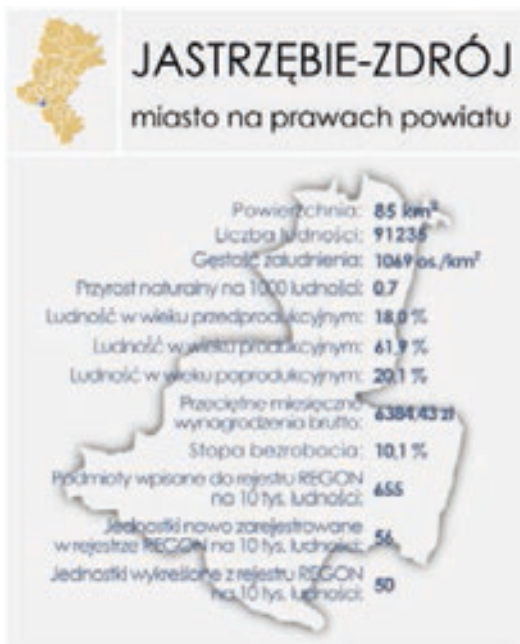 JASTRZĘBIE-ZDRÓJ
miasto na prawach powiatu
Powierzchnia: 85 km²
Liczba ludności: 91235
Gęstość zaludnienia: 1069 os./km²
Przyrost naturalny na 1000 ludności: 0.7
Ludność w wieku przedprodukcyjnym: 18,0 %
Ludność w wieku produkcyjnym: 61,9 %
Ludność w wieku poprodukcyjnym: 20,1 %
Przeciętne miesięczne
wynagrodzenia brutto: 6384,43 zł
Stopa bezrobocia: 10,1 %
Podmioty wpisane do rejestru REGON
na 10 tys. ludności: 655
Jednostki nowo zarejestrowane
w rejestrze REGON na 10 tys. ludności: 56
Jednostki wykreślone z rejestru REGON
na 10 tys. ludności: 50